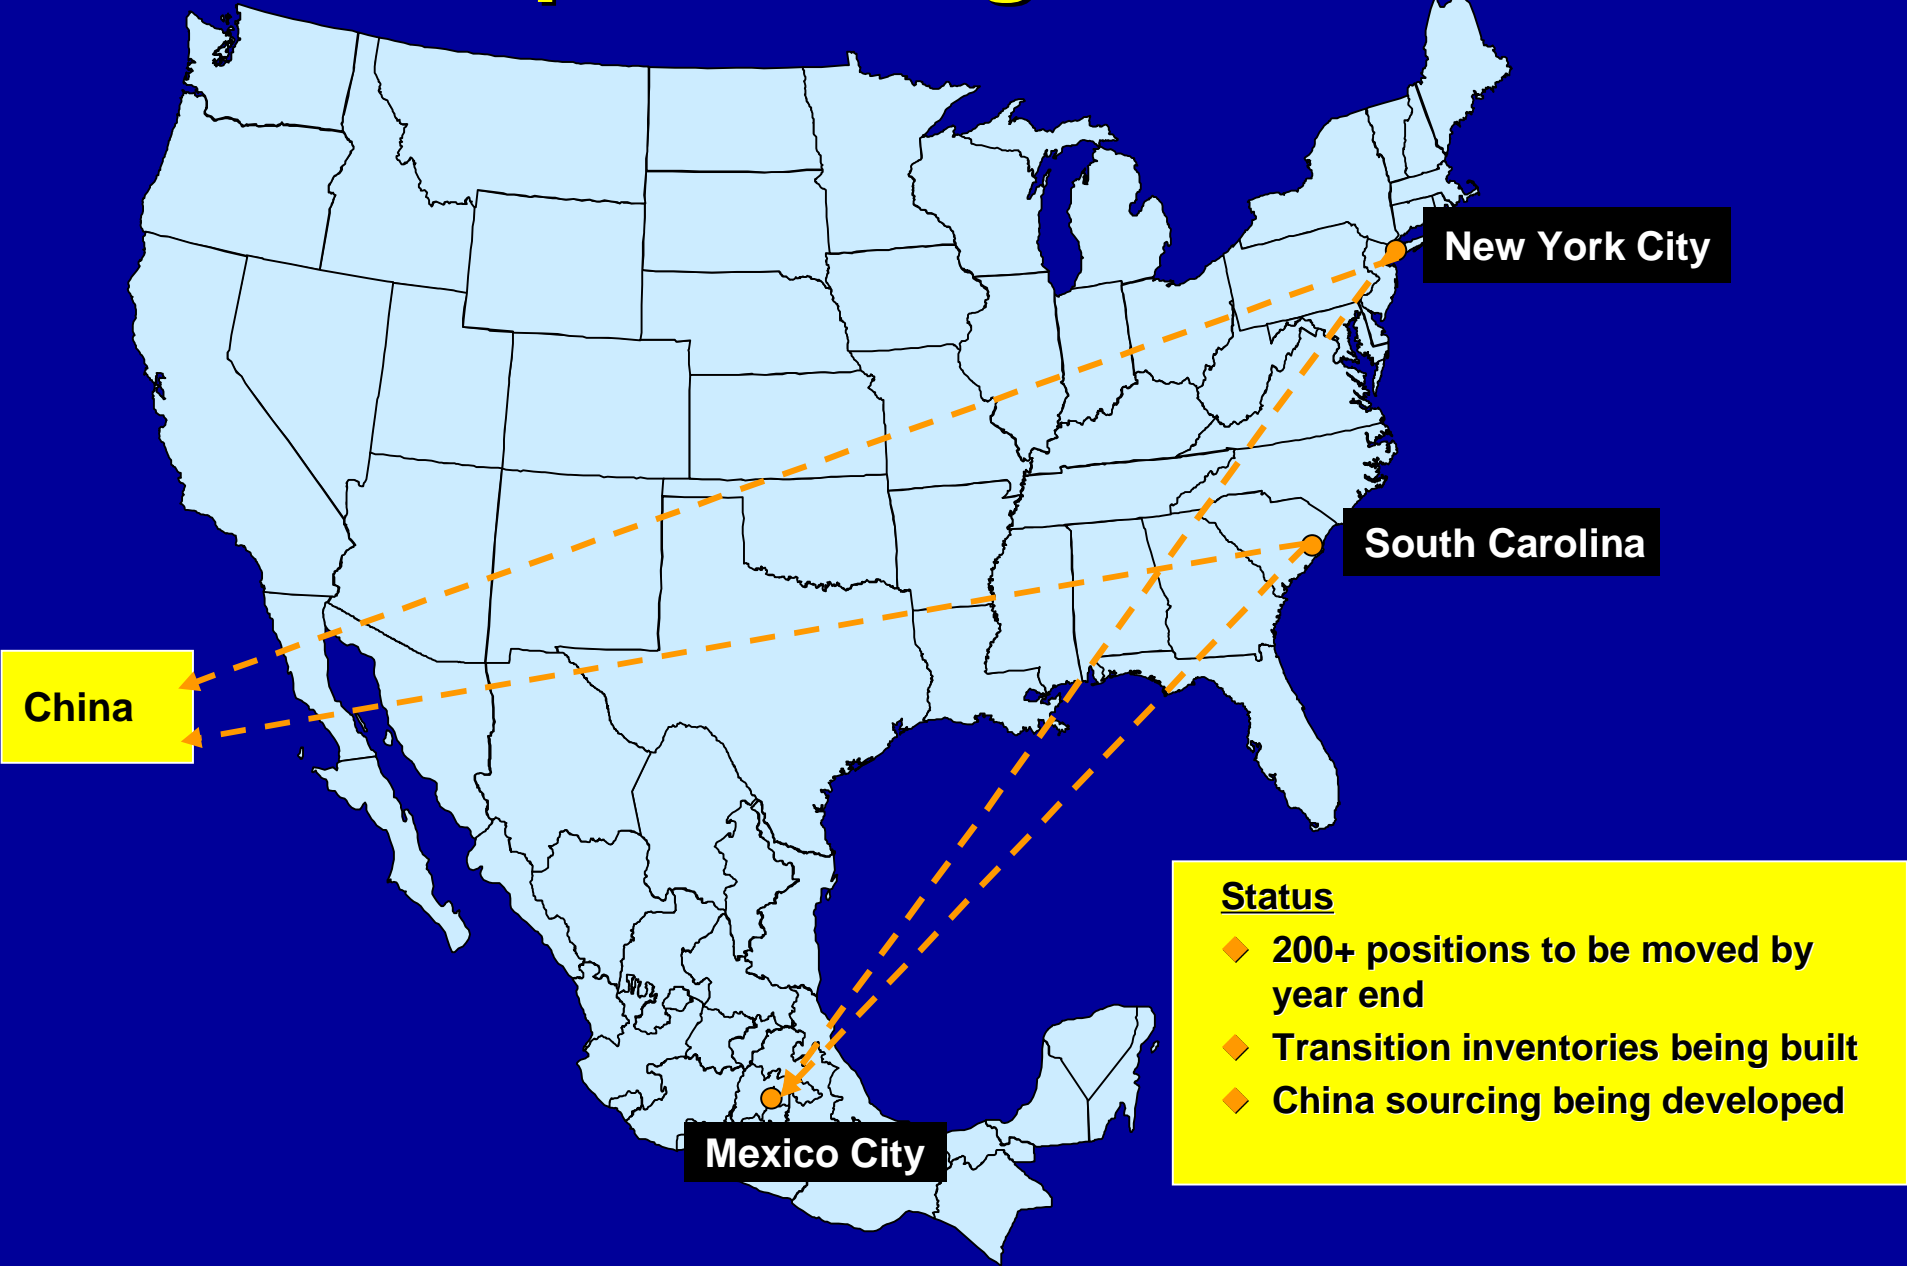 New York City
South Carolina
China
Status
200+ positions to be moved by
year end
Transition inventories being built
China sourcing being developed
Mexico City